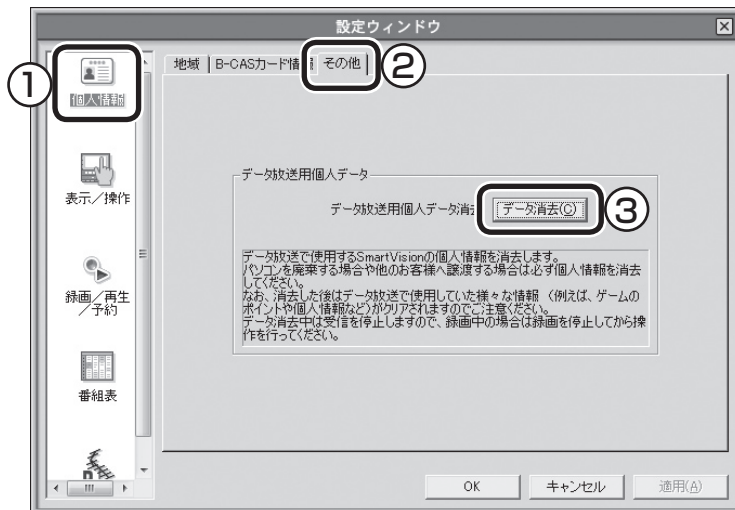 設定ウィンドウ
①
個人情報
表示／操作
録画／再生
／予約
番組表
地域
B-CASカード情報
その他
②
データ放送用個人データ
データ放送用個人データ消去
データ消去(C)
③
データ放送で使用するSmartVisionの個人情報を消去します。
パソコンを廃棄する場合や他のお客様へ譲渡する場合は必ず個人情報を消去
してください。
なお、消去した後はデータ放送で使用していた様々な情報（例えば、ゲームの
ポイントや個人情報など）がクリアされますのでご注意ください。
データ消去中は受信を停止しますので、録画中の場合は録画を停止してから操
作を行ってください。
OK
キャンセル
適用(A)